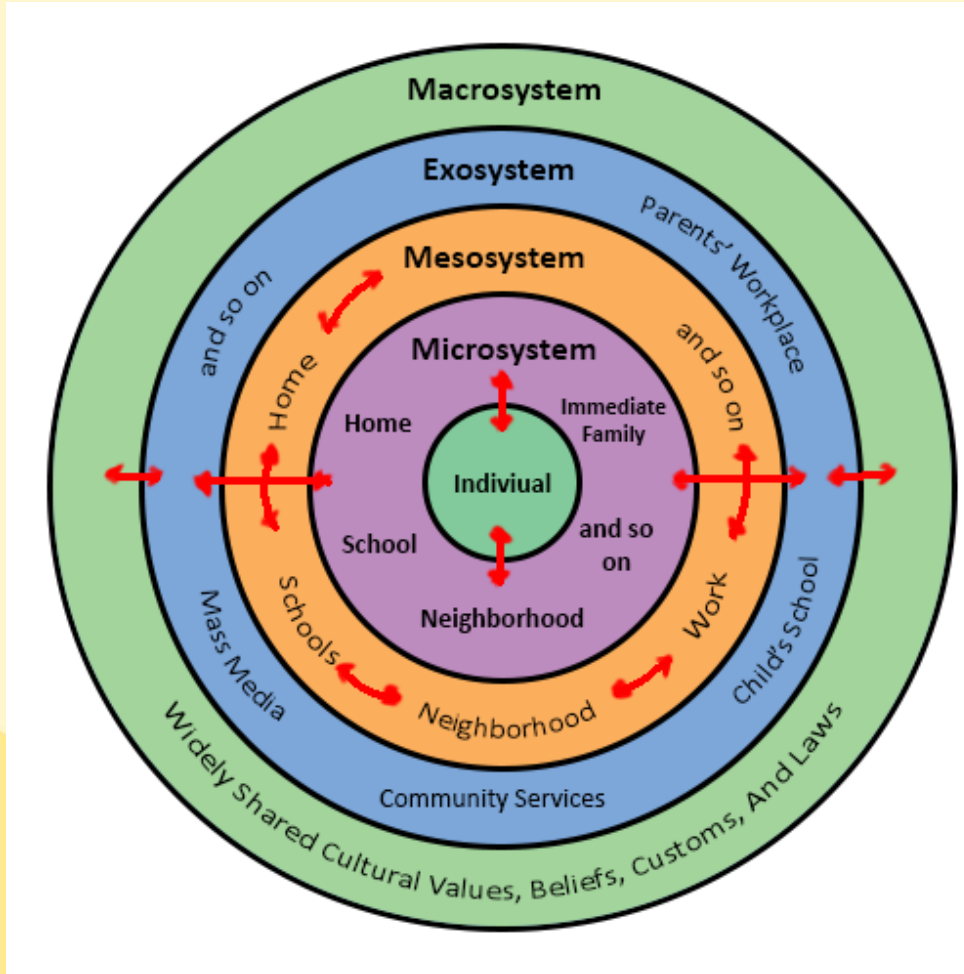 Macrosystem
Exosystem
Parents' Workplace
and so on
Mesosystem
and so on
Home
Microsystem
Home
Immediate
Family
Indiviual
School
and so
on
Neighborhood
Schools
Work
Neighborhood
Mass Media
Child's School
Community Services
Widely Shared Cultural Values, Beliefs, Customs, And Laws